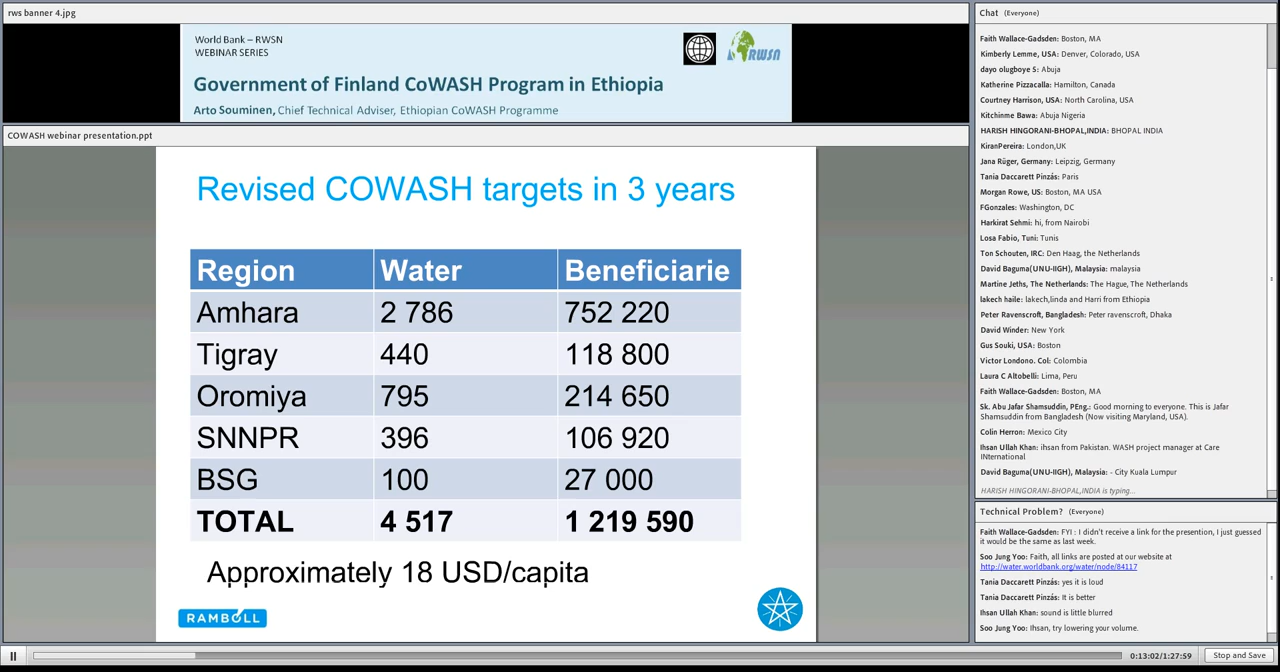 rws banner 4.jpg
World Bank – RWSN
WEBINAR SERIES
RWSN
Government of Finland CoWASH Program in Ethiopia
Arto Souminen, Chief Technical Adviser, Ethiopian CoWASH Programme
COWASH webinar presentation.ppt
Revised COWASH targets in 3 years
Region Water Beneficiarie
Amhara 2 786 752 220
Tigray 440 118 800
Oromiya 795 214 650
SNNPR 396 106 920
BSG 100 27 000
TOTAL 4 517 1 219 590
Approximately 18 USD/capita
RAMBOLL
Chat (Everyone)
Faith Wallace-Gadsden: Boston, MA
Kimberly Lemme, USA: Denver, Colorado, USA
dayo olugboye S: Abuja
Katherine Pizzacalla: Hamilton, Canada
Courtney Harrison, USA: North Carolina, USA
Kitchinme Bawa: Abuja Nigeria
HARISH HINGORANI-BHOPAL,INDIA: BHOPAL INDIA
KiranPereira: London,UK
Jana Rüger, Germany: Leipzig, Germany
Tania Daccarett Pinzás: Paris
Morgan Rowe, US: Boston, MA USA
FGonzales: Washington, DC
Harkirat Sehmi: hi, from Nairobi
Losa Fabio, Tuni: Tunis
Ton Schouten, IRC: Den Haag, the Netherlands
David Baguma(UNU-IIGH), Malaysia: malaysia
Martine Jeths, The Netherlands: The Hague, The Netherlands
lakech haile: lakech,linda and Harri from Ethiopia
Peter Ravenscroft, Bangladesh: Peter ravenscroft, Dhaka
David Winder: New York
Gus Souki, USA: Boston
Victor Londono. Col: Colombia
Laura C Altobelli: Lima, Peru
Faith Wallace-Gadsden: Boston, MA
Sk. Abu Jafar Shamsuddin, PEng.: Good morning to everyone. This is Jafar
Shamsuddin from Bangladesh (Now visiting Maryland, USA).
Colin Herron: Mexico City
Ihsan Ullah Khan: ihsan from Pakistan. WASH project manager at Care
INternational
David Baguma(UNU-IIGH), Malaysia: - City Kuala Lumpur
HARISH HINGORANI-BHOPAL,INDIA is typing...
Technical Problem? (Everyone)
Faith Wallace-Gadsden: FYI : I didn't receive a link for the presention, I just guessed
it would be the same as last week.
Soo Jung Yoo: Faith, all links are posted at our website at
http://water.worldbank.org/water/node/84117
Tania Daccarett Pinzás: yes it is loud
Tania Daccarett Pinzás: It is better
Ihsan Ullah Khan: sound is little blurred
Soo Jung Yoo: Ihsan, try lowering your volume.
0:13:02/1:27:59 Stop and Save